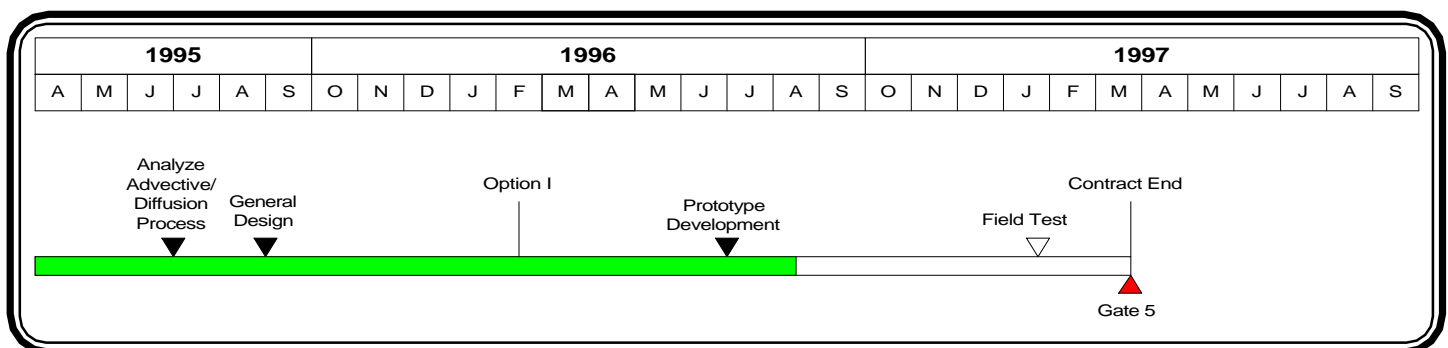 1995 1996 1997
A M J J A S O N D J F M A M J J A S O N D J F M A M J J A S
Analyze
Advective/
Diffusion
Process
General
Design
Option I
Prototype
Development
Field Test
Contract End
Gate 5